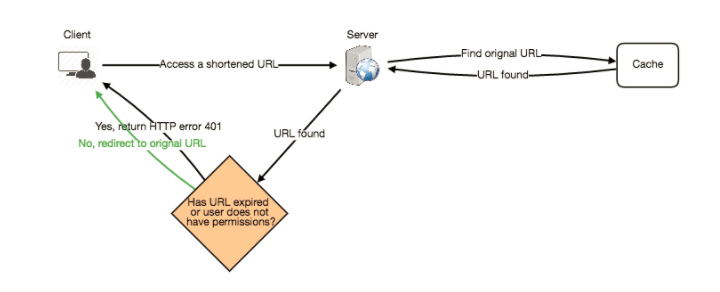 Client
Server
Access a shortened URL
Find orignal URL
URL found
Cache
Yes, return HTTP error 401
No, redirect to orignal URL
URL found
Has URL expired
or user does not
have permissions?